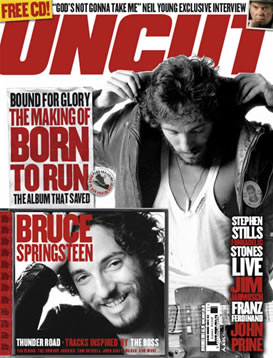 FREE CD!
"GOD'S NOT GONNA TAKE ME" NEIL YOUNG EXCLUSIVE INTERVIEW
UNCUT
BOUND FOR GLORY
THE MAKING OF
BORN
TO RUN
THE ALBUM THAT SAVED
BRUCE
SPRINGSTEEN
THUNDER ROAD · TRACKS INSPIRED BY THE BOSS
STEPHEN
STILLS
FUNKADELIC
STONES
LIVE
JIM
JARMUSCH
FRANZ
FERDINAND
JOHN
PRINE